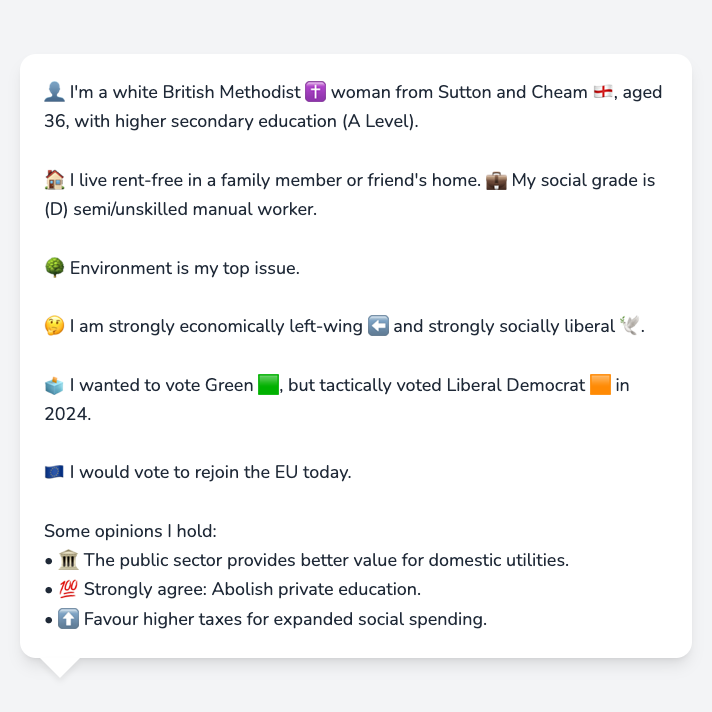 👤 I'm a white British Methodist ✝️ woman from Sutton and Cheam 🏴󠁧󠁢󠁥󠁮󠁧󠁿, aged
36, with higher secondary education (A Level).
🏠 I live rent-free in a family member or friend's home. 💼 My social grade is
(D) semi/unskilled manual worker.
🌳 Environment is my top issue.
🤔 I am strongly economically left-wing ⬅️ and strongly socially liberal 🕊️.
🗳️ I wanted to vote Green 🟩, but tactically voted Liberal Democrat 🟧 in
2024.
🇪🇺 I would vote to rejoin the EU today.
Some opinions I hold:
• 🏛️ The public sector provides better value for domestic utilities.
• 💯 Strongly agree: Abolish private education.
• ⬆️ Favour higher taxes for expanded social spending.